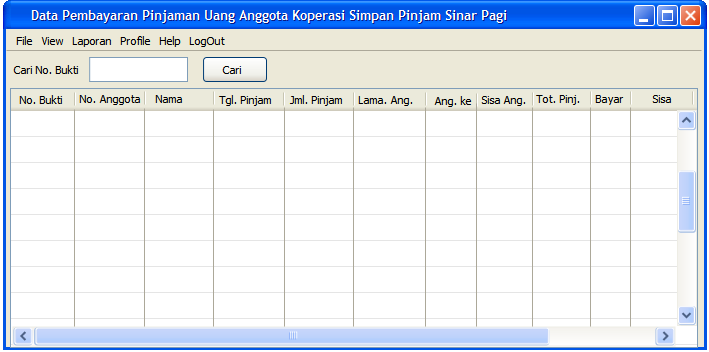 Data Pembayaran Pinjaman Uang Anggota Koperasi Simpan Pinjam Sinar Pagi
File View Laporan Profile Help LogOut
Cari No. Bukti Cari
No. Bukti No. Anggota Nama Tgl. Pinjam Jml. Pinjam Lama. Ang. Ang. ke Sisa Ang. Tot. Pinj. Bayar Sisa